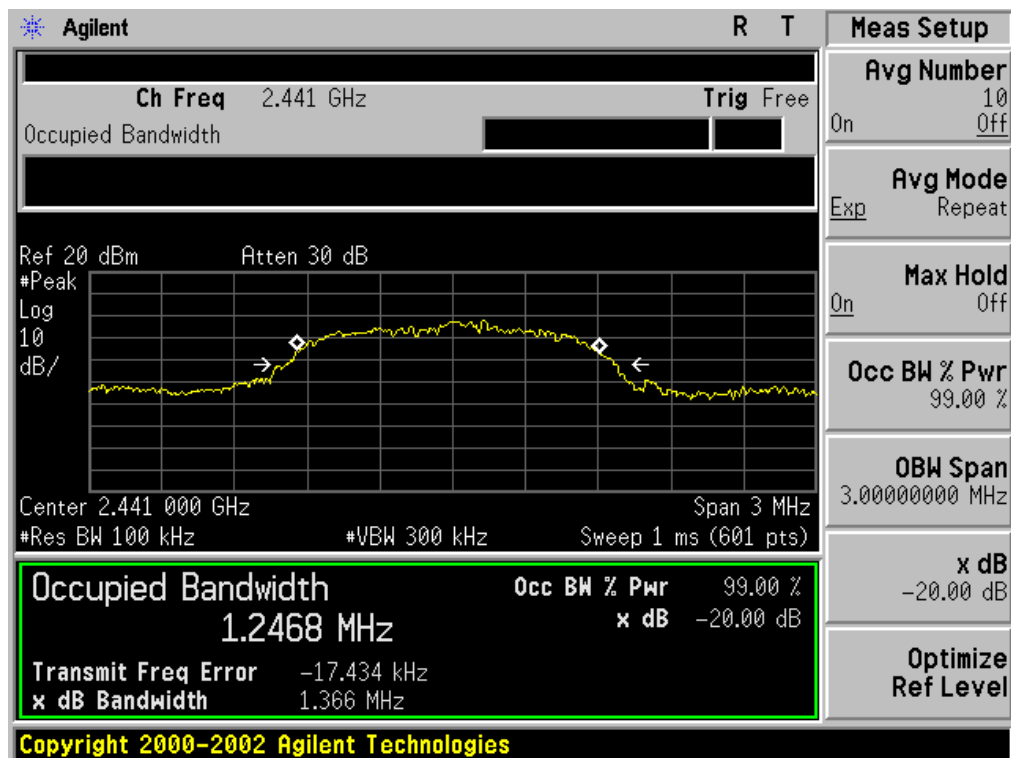 Agilent R T
Ch Freq 2.441 GHz Trig Free
Occupied Bandwidth
Ref 20 dBm Atten 30 dB
#Peak
Log
10
dB/
Center 2.441 000 GHz Span 3 MHz
#Res BW 100 kHz #VBW 300 kHz Sweep 1 ms (601 pts)
Occupied Bandwidth Occ BW % Pwr 99.00 %
1.2468 MHz x dB -20.00 dB
Transmit Freq Error -17.434 kHz
x dB Bandwidth 1.366 MHz
Copyright 2000-2002 Agilent Technologies
Meas Setup
Avg Number
10
On Off
Avg Mode
Exp Repeat
Max Hold
On Off
Occ BW % Pwr
99.00 %
OBW Span
3.00000000 MHz
x dB
-20.00 dB
Optimize
Ref Level